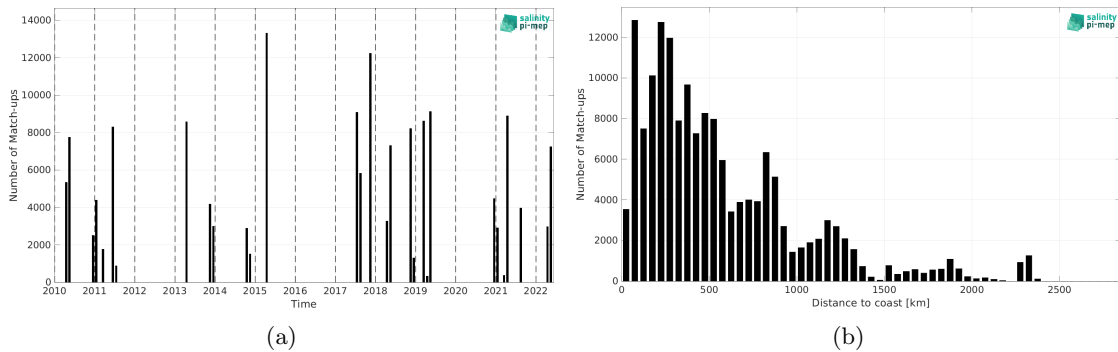 14000
12000
10000
8000
6000
4000
2000
0
Number of Match-ups
2010 2011 2012 2013 2014 2015 2016 2017 2018 2019 2020 2021 2022
Time
salinity
pi-mep
(a)
12000
10000
8000
6000
4000
2000
0
Number of Match-ups
0 500 1000 1500 2000 2500
Distance to coast [km]
salinity
pi-mep
(b)